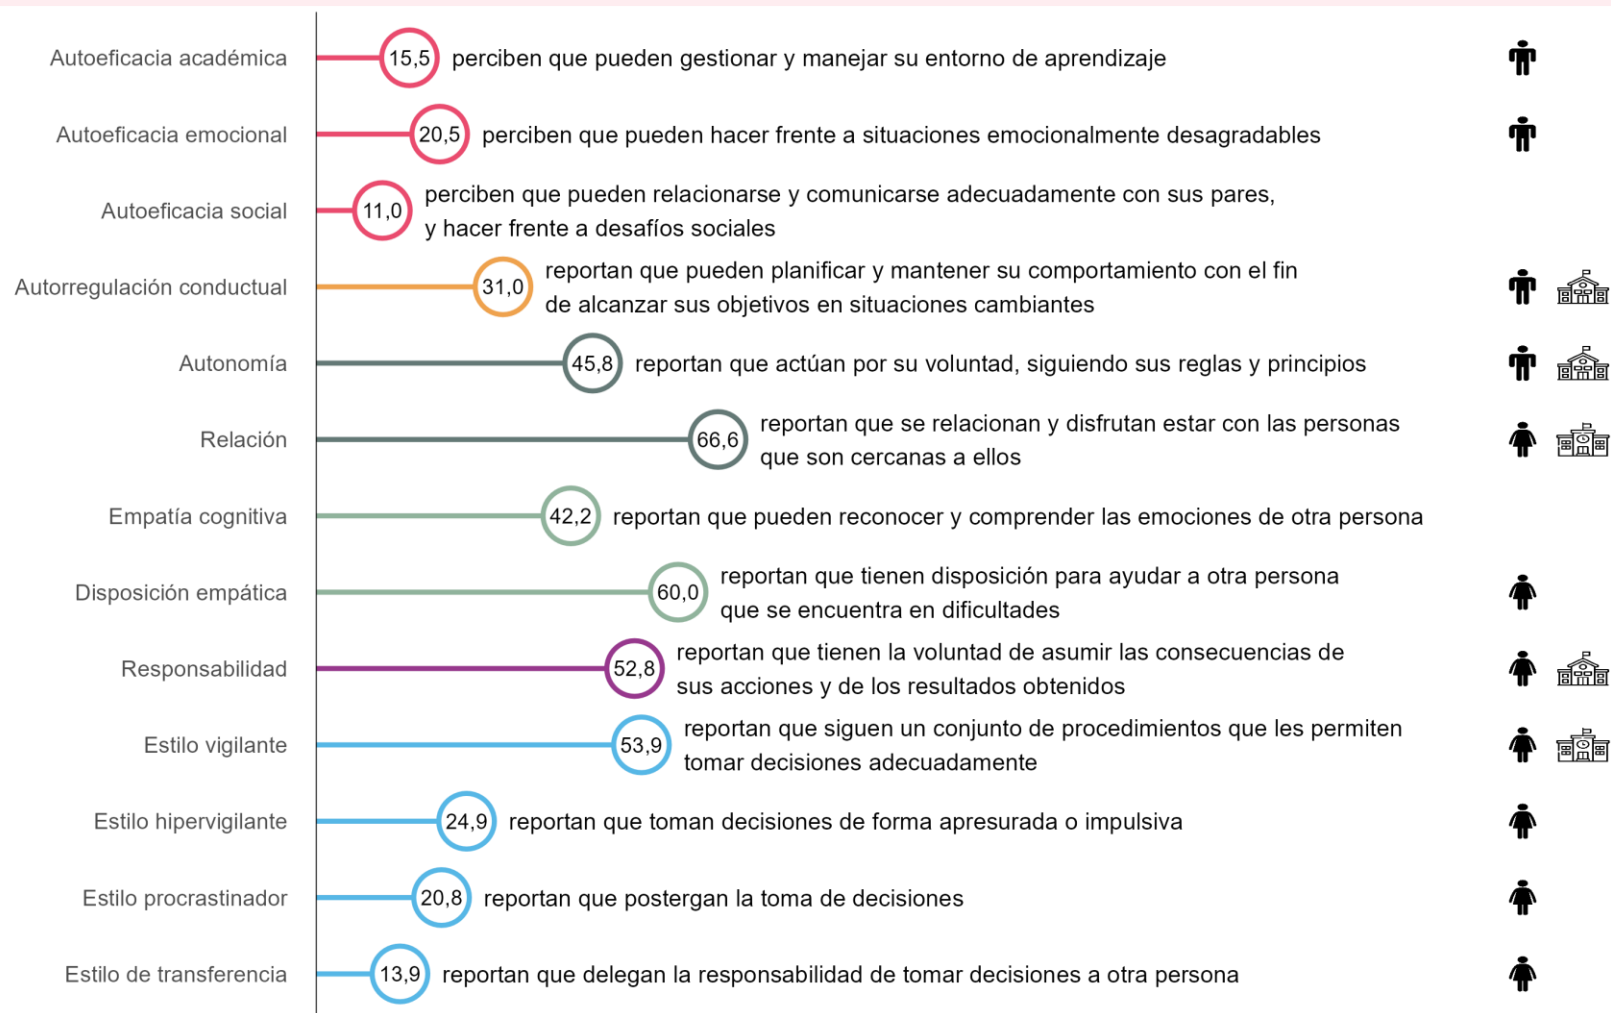 Autoeficacia académica
15,5
perciben que pueden gestionar y manejar su entorno de aprendizaje
Autoeficacia emocional
20,5
perciben que pueden hacer frente a situaciones emocionalmente desagradables
Autoeficacia social
11,0
perciben que pueden relacionarse y comunicarse adecuadamente con sus pares,
y hacer frente a desafíos sociales
Autorregulación conductual
31,0
reportan que pueden planificar y mantener su comportamiento con el fin
de alcanzar sus objetivos en situaciones cambiantes
Autonomía
45,8
reportan que actúan por su voluntad, siguiendo sus reglas y principios
Relación
66,6
reportan que se relacionan y disfrutan estar con las personas
que son cercanas a ellos
Empatía cognitiva
42,2
reportan que pueden reconocer y comprender las emociones de otra persona
Disposición empática
60,0
reportan que tienen disposición para ayudar a otra persona
que se encuentra en dificultades
Responsabilidad
52,8
reportan que tienen la voluntad de asumir las consecuencias de
sus acciones y de los resultados obtenidos
Estilo vigilante
53,9
reportan que siguen un conjunto de procedimientos que les permiten
tomar decisiones adecuadamente
Estilo hipervigilante
24,9
reportan que toman decisiones de forma apresurada o impulsiva
Estilo procrastinador
20,8
reportan que postergan la toma de decisiones
Estilo de transferencia
13,9
reportan que delegan la responsabilidad de tomar decisiones a otra persona